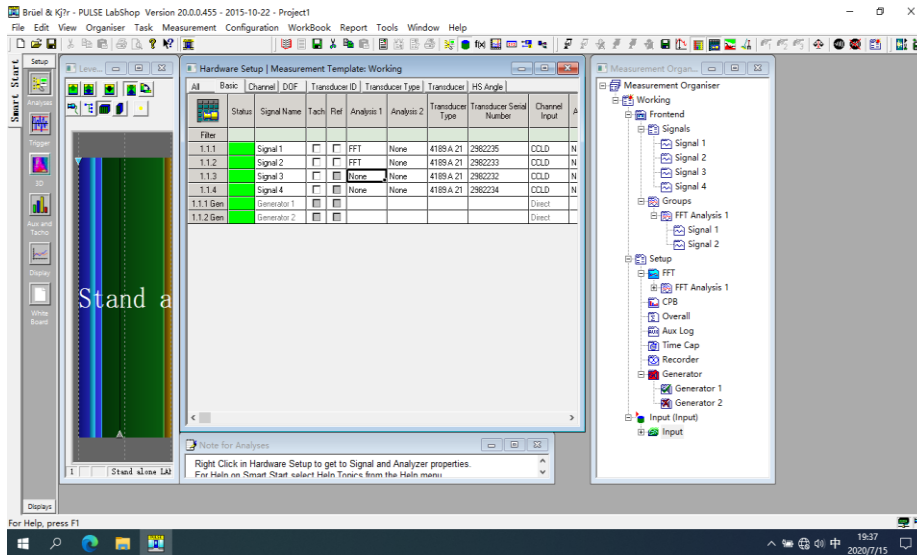 Brüel & Kj?r - PULSE LabShop Version 20.0.0.455 - 2015-10-22 - Project1
File Edit View Organiser Task Measurement Configuration WorkBook Report Tools Window Help
Smart Start
Setup
Analyses
Trigger
3D
Aux and Tacho
Display
White Board
Displays
Leve...
Stand a
1
Stand alone LAB
Hardware Setup | Measurement Template: Working
All Basic Channel DOF Transducer ID Transducer Type Transducer HS Angle
Status Signal Name Tach Ref Analysis 1 Analysis 2 Transducer Type Transducer Serial Number Channel Input A
Filter
1.1.1 Signal 1 FFT None 4189 A 21 2982235 CCLD N
1.1.2 Signal 2 FFT None 4189 A 21 2982233 CCLD N
1.1.3 Signal 3 None None 4189 A 21 2982232 CCLD N
1.1.4 Signal 4 None None 4189 A 21 2982234 CCLD N
1.1.1 Gen Generator 1 Direct
1.1.2 Gen Generator 2 Direct
Note for Analyses
Right Click in Hardware Setup to get to Signal and Analyzer properties.
For Help on Smart Start select Help Topics from the Help menu
Measurement Organ...
Measurement Organiser
Working
Frontend
Signals
Signal 1
Signal 2
Signal 3
Signal 4
Groups
FFT Analysis 1
Signal 1
Signal 2
Setup
FFT
FFT Analysis 1
CPB
Overall
Aux Log
Time Cap
Recorder
Generator
Generator 1
Generator 2
Input (Input)
Input
For Help, press F1
中
19:37
2020/7/15